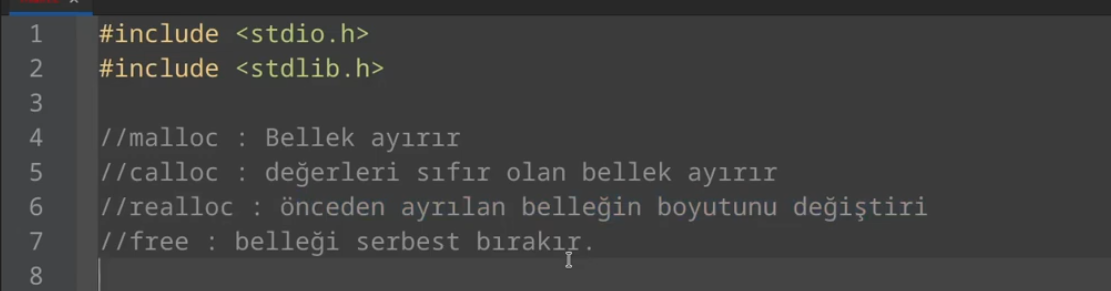 1 #include <stdio.h>
2 #include <stdlib.h>
3
4 //malloc : Bellek ayırır
5 //calloc : değerleri sıfır olan bellek ayırır
6 //realloc : önceden ayrılan belleğin boyutunu değiştiri
7 //free : belleği serbest bırakır.
8